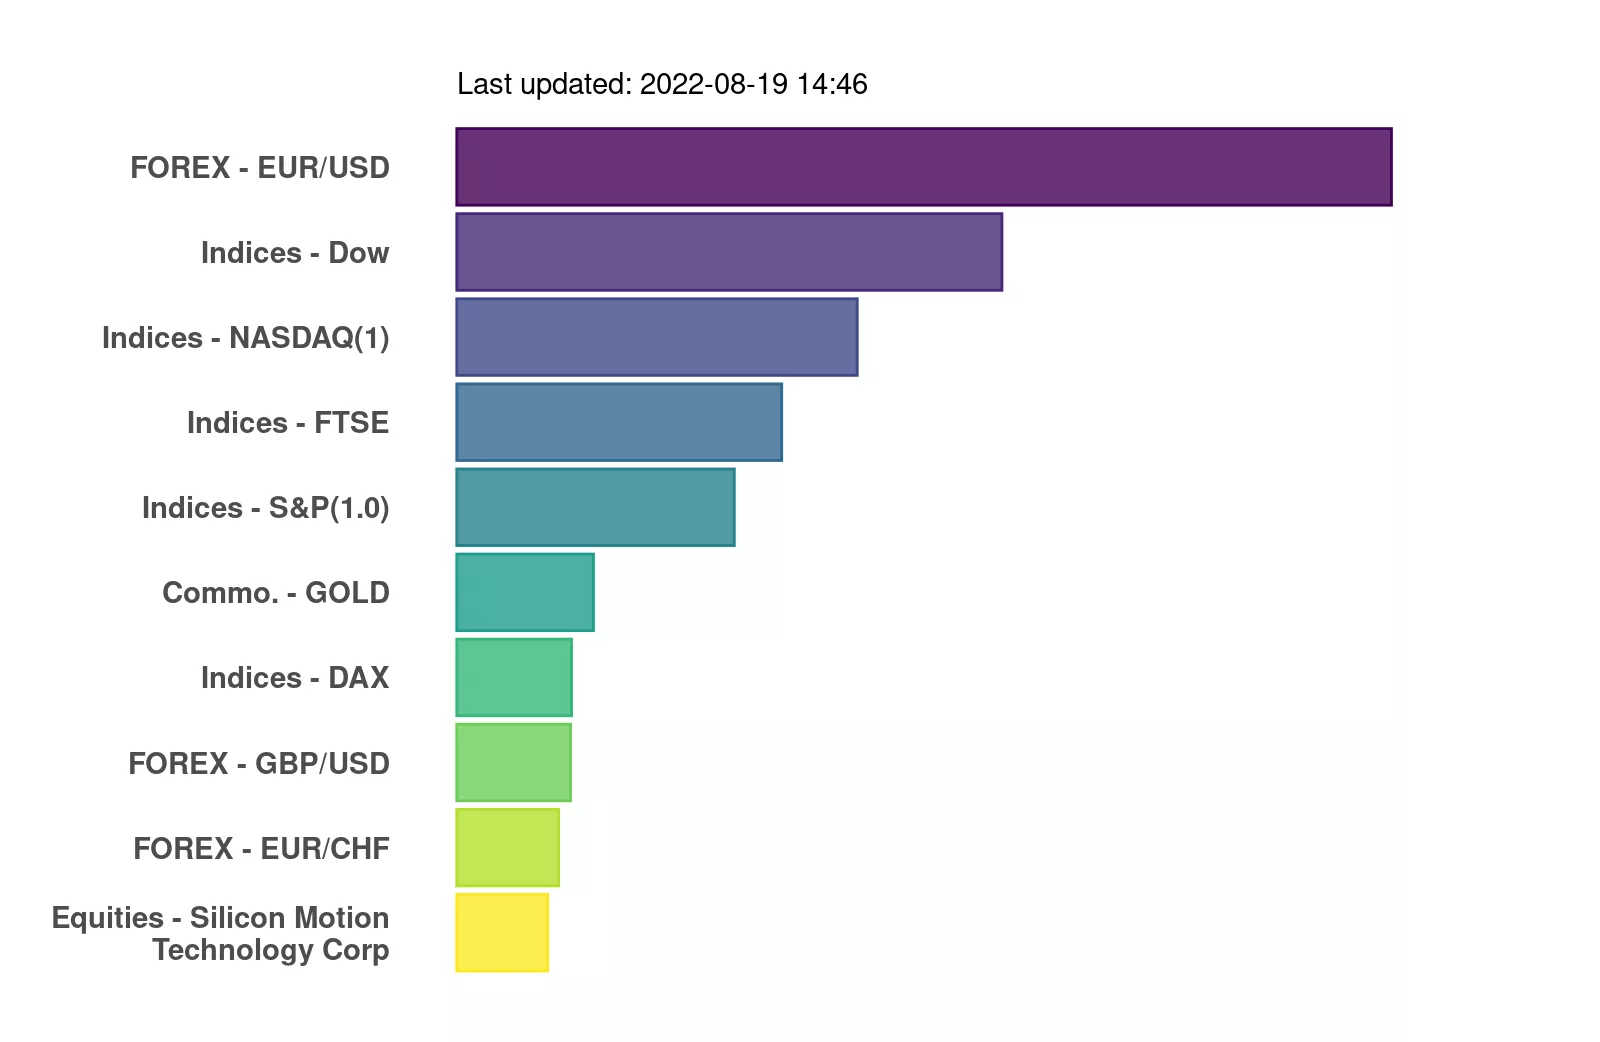 Last updated: 2022-08-19 14:46
FOREX - EUR/USD
Indices - Dow
Indices - NASDAQ(1)
Indices - FTSE
Indices - S&P(1.0)
Commo. - GOLD
Indices - DAX
FOREX - GBP/USD
FOREX - EUR/CHF
Equities - Silicon Motion
Technology Corp